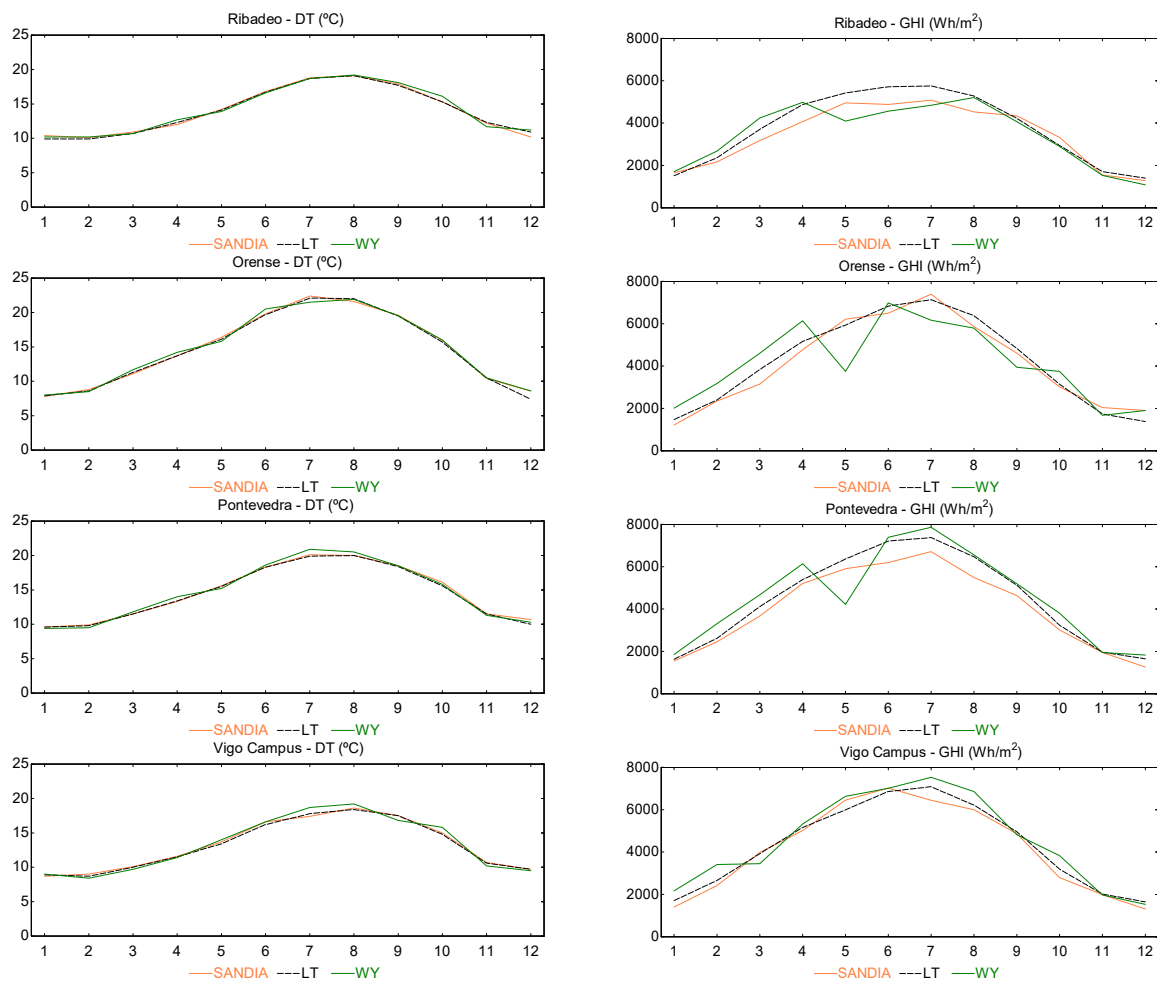 Ribadeo - DT (ºC)
25
20
15
10
5
0
1 2 3 4 5 6 7 8 9 10 11 12
SANDIA LT WY
Ribadeo - GHI (Wh/m²)
8000
6000
4000
2000
0
1 2 3 4 5 6 7 8 9 10 11 12
SANDIA LT WY
Orense - DT (ºC)
25
20
15
10
5
0
1 2 3 4 5 6 7 8 9 10 11 12
SANDIA LT WY
Orense - GHI (Wh/m²)
8000
6000
4000
2000
0
1 2 3 4 5 6 7 8 9 10 11 12
SANDIA LT WY
Pontevedra - DT (ºC)
25
20
15
10
5
0
1 2 3 4 5 6 7 8 9 10 11 12
SANDIA LT WY
Pontevedra - GHI (Wh/m²)
8000
6000
4000
2000
0
1 2 3 4 5 6 7 8 9 10 11 12
SANDIA LT WY
Vigo Campus - DT (ºC)
25
20
15
10
5
0
1 2 3 4 5 6 7 8 9 10 11 12
SANDIA LT WY
Vigo Campus - GHI (Wh/m²)
8000
6000
4000
2000
0
1 2 3 4 5 6 7 8 9 10 11 12
SANDIA LT WY